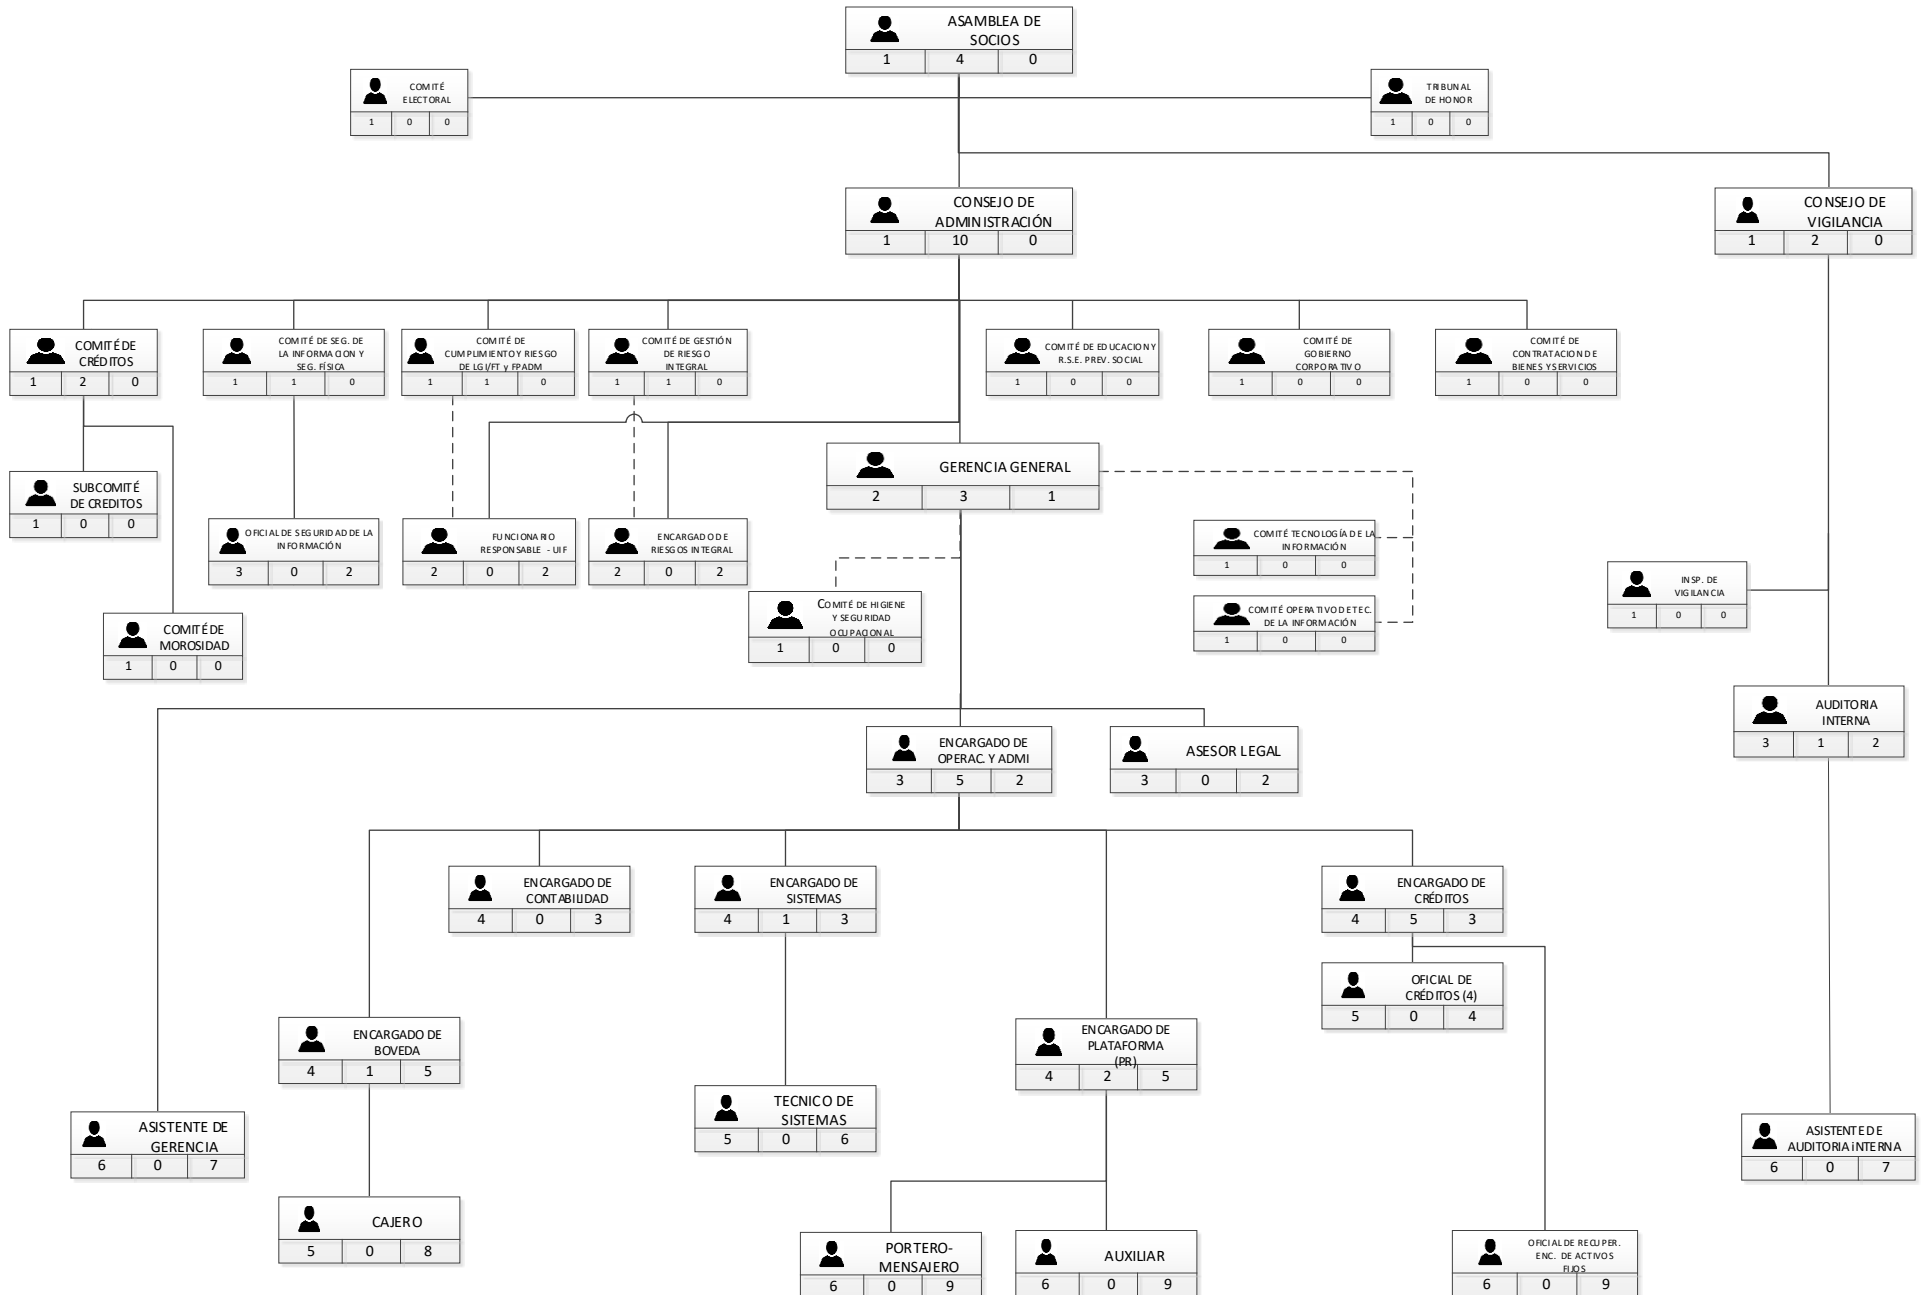 ASAMBLEA DE
SOCIOS
1 4 0
COMITÉ
ELECTORAL
1 0 0
TRIBUNAL
DE HONOR
1 0 0
CONSEJO DE
ADMINISTRACIÓN
1 10 0
CONSEJO DE
VIGILANCIA
1 2 0
COMITÉ DE
CRÉDITOS
1 2 0
COMITÉ DE SEG. DE
LA INFORMACION Y
SEG. FÍSICA
1 1 0
COMITÉ DE
CUMPLIMIENTO Y RIESGO
DE LGI/FT y FPADM
1 1 0
COMITÉ DE GESTIÓN
DE RIESGO
INTEGRAL
1 1 0
COMITÉ DE EDUCACION Y
R.S.E. PREV. SOCIAL
1 0 0
COMITÉ DE
GOBIERNO
CORPORATIVO
1 0 0
COMITÉ DE
CONTRATACION DE
BIENES Y SERVICIOS
1 0 0
GERENCIA GENERAL
2 3 1
SUBCOMITÉ
DE CREDITOS
1 0 0
OFICIAL DE SEGURIDAD DE LA
INFORMACIÓN
3 0 2
FUNCIONARIO
RESPONSABLE - UIF
2 0 2
ENCARGADO DE
RIESGOS INTEGRAL
2 0 2
COMITÉ TECNOLOGÍA DE LA
INFORMACIÓN
1 0 0
INSP. DE
VIGILANCIA
1 0 0
COMITÉ DE HIGIENE
Y SEGURIDAD
OCUPACIONAL
1 0 0
COMITÉ OPERATIVO DE TEC.
DE LA INFORMACIÓN
1 0 0
COMITÉ DE
MOROSIDAD
1 0 0
AUDITORIA
INTERNA
3 1 2
ENCARGADO DE
OPERAC. Y ADMI
3 5 2
ASESOR LEGAL
3 0 2
ENCARGADO DE
CONTABILIDAD
4 0 3
ENCARGADO DE
SISTEMAS
4 1 3
ENCARGADO DE
CRÉDITOS
4 5 3
OFICIAL DE
CRÉDITOS (4)
5 0 4
ENCARGADO DE
BOVEDA
4 1 5
ENCARGADO DE
PLATAFORMA
(PR)
4 2 5
TECNICO DE
SISTEMAS
5 0 6
ASISTENTE DE
GERENCIA
6 0 7
ASISTENTE DE
AUDITORIA iNTERNA
6 0 7
CAJERO
5 0 8
PORTERO-
MENSAJERO
6 0 9
AUXILIAR
6 0 9
OFICIAL DE RECUPER.
ENC. DE ACTIVOS
FIJOS
6 0 9